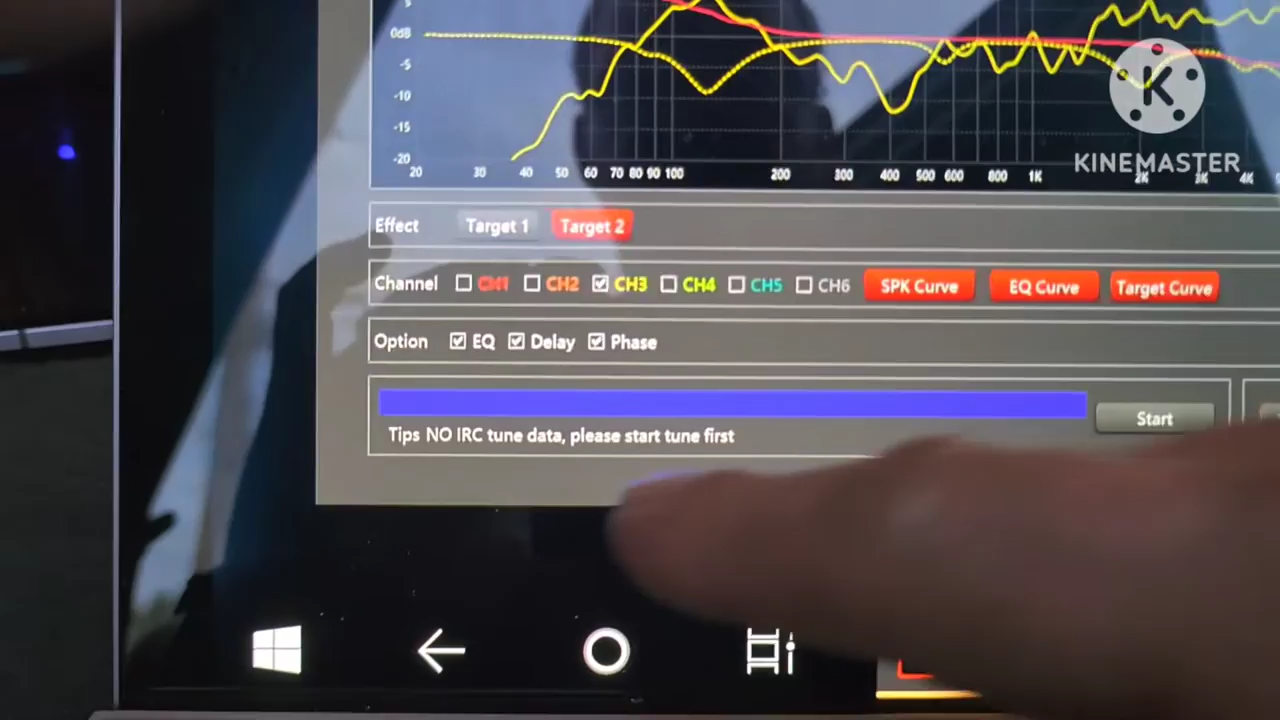 5
0dB
-5
-10
-15
-20
20 30 40 50 60 70 80 90 100 200 300 400 500 600 800 1K 2K 3K 4K
K
KINEMASTER
Effect Target 1 Target 2
Channel CH1 CH2 CH3 CH4 CH5 CH6 SPK Curve EQ Curve Target Curve
Option EQ Delay Phase
Start
Tips NO IRC tune data, please start tune first